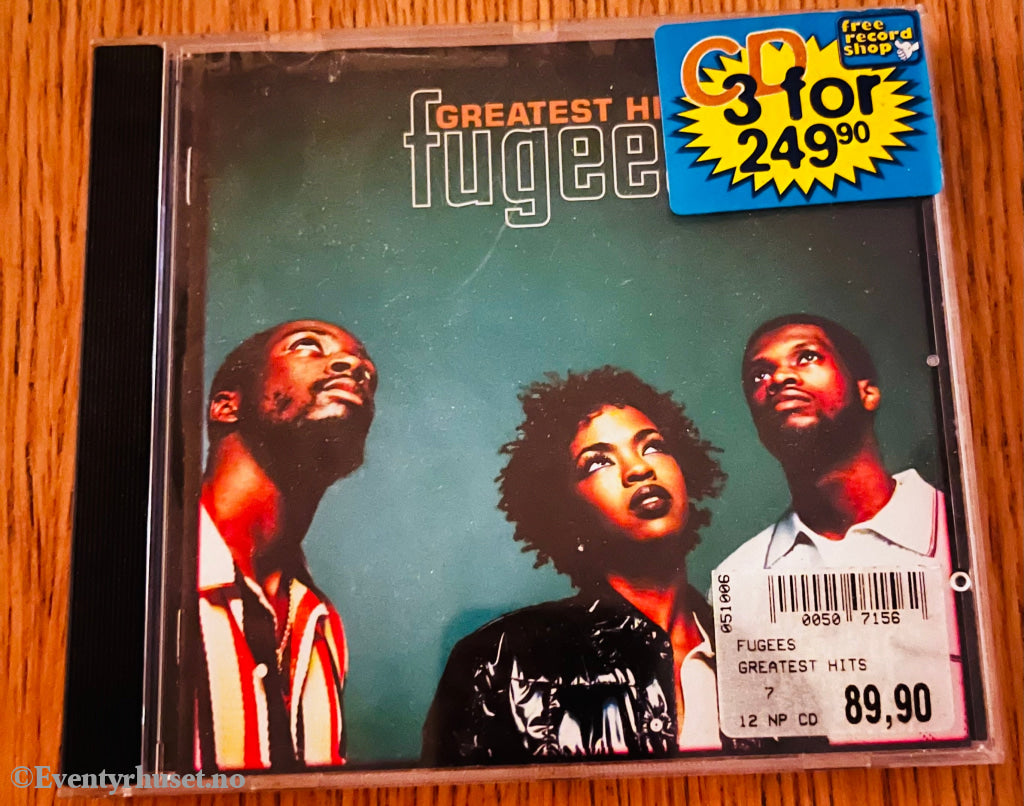 GREATEST HI
fugee
CD
3 for
249⁹⁰
free
record
shop
051006
0050 7156
FUGEES
GREATEST HITS
7
12 NP CD 89,90
©Eventyrhuset.no